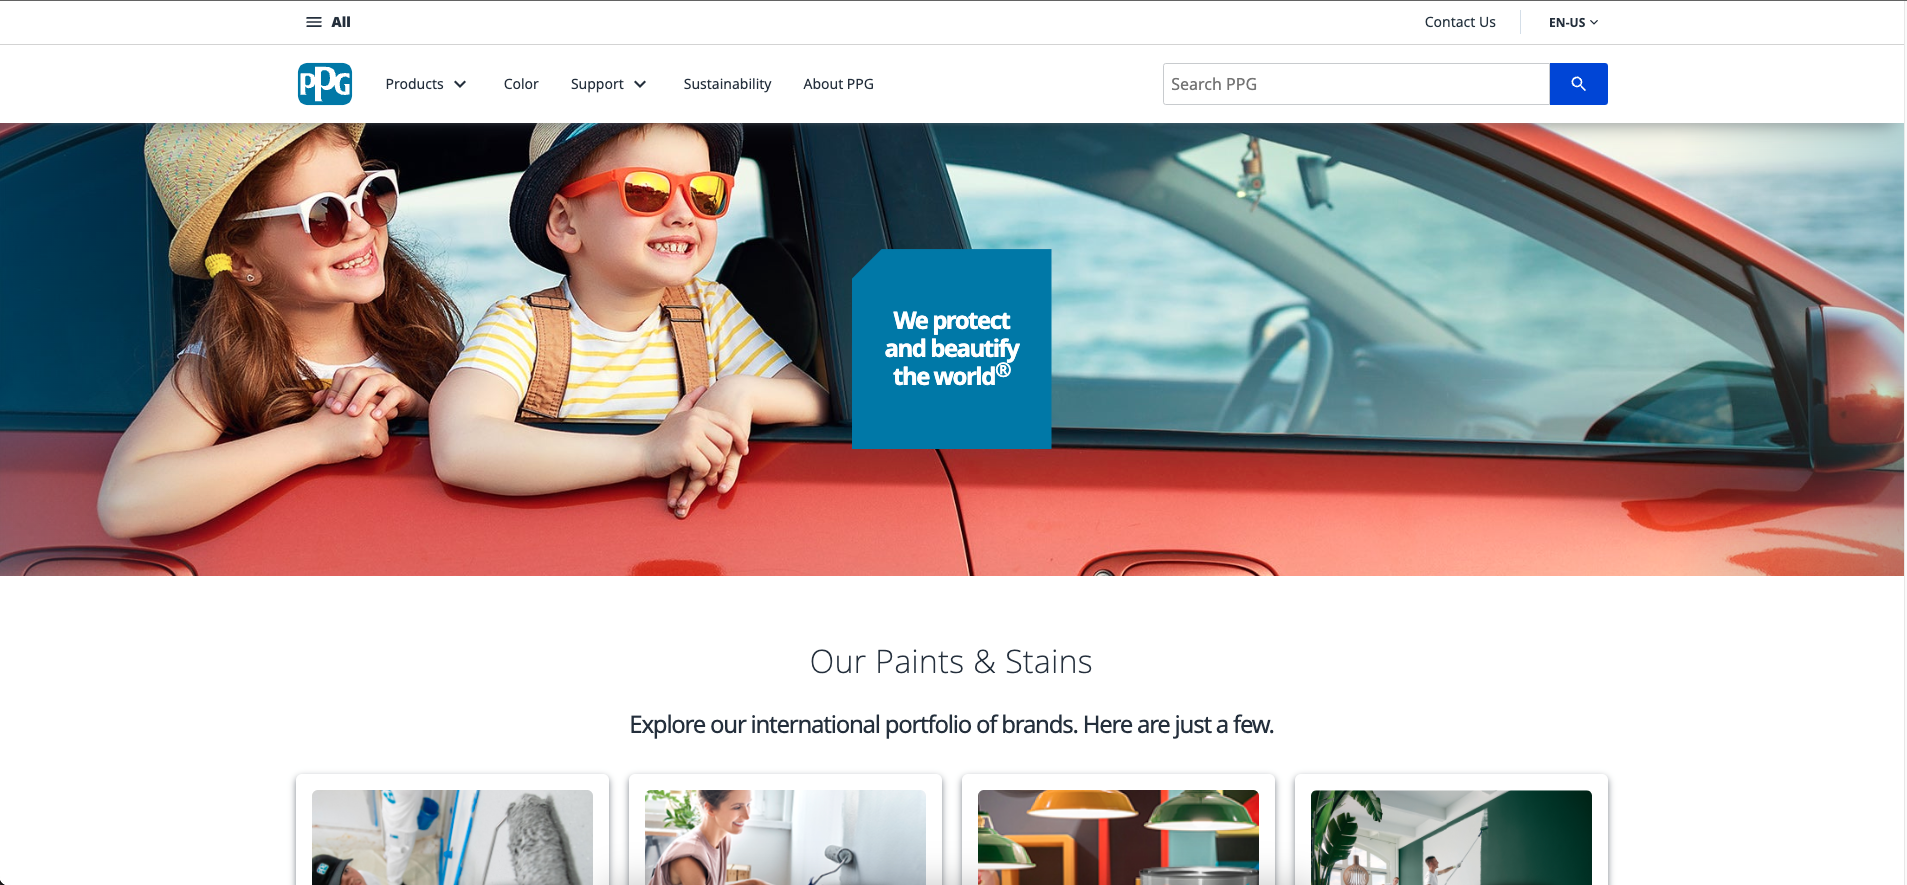 All
Contact Us
EN-US
PPG
Products
Color
Support
Sustainability
About PPG
Search PPG
We protect
and beautify
the world®
Our Paints & Stains
Explore our international portfolio of brands. Here are just a few.